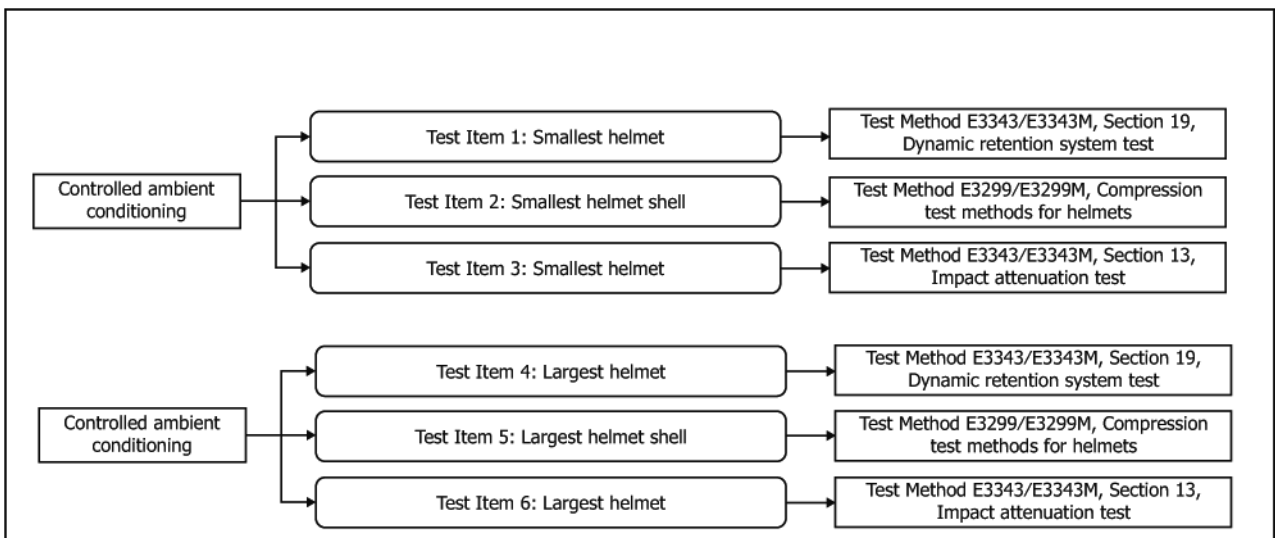 Controlled ambient
conditioning
Test Item 1: Smallest helmet
Test Method E3343/E3343M, Section 19,
Dynamic retention system test
Test Item 2: Smallest helmet shell
Test Method E3299/E3299M, Compression
test methods for helmets
Test Item 3: Smallest helmet
Test Method E3343/E3343M, Section 13,
Impact attenuation test
Controlled ambient
conditioning
Test Item 4: Largest helmet
Test Method E3343/E3343M, Section 19,
Dynamic retention system test
Test Item 5: Largest helmet shell
Test Method E3299/E3299M, Compression
test methods for helmets
Test Item 6: Largest helmet
Test Method E3343/E3343M, Section 13,
Impact attenuation test